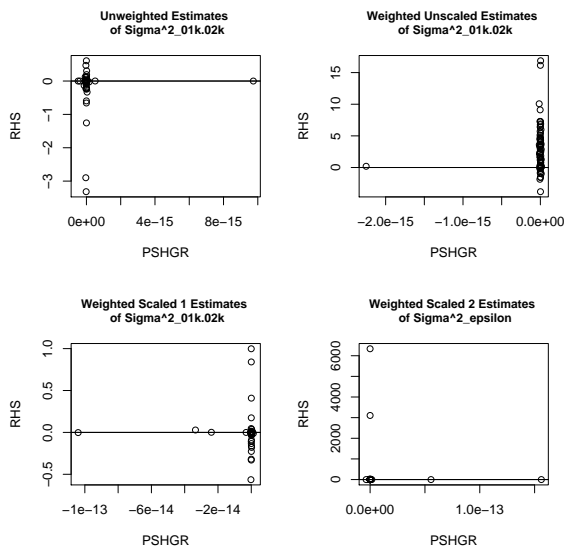 Unweighted Estimates
of Sigma^2_01k.02k
RHS
0
−1
−2
−3
0e+00 4e−15 8e−15
PSHGR
Weighted Unscaled Estimates
of Sigma^2_01k.02k
RHS
15
10
5
0
−2.0e−15 −1.0e−15 0.0e+00
PSHGR
Weighted Scaled 1 Estimates
of Sigma^2_01k.02k
RHS
1.0
0.5
0.0
−0.5
−1e−13 −6e−14 −2e−14
PSHGR
Weighted Scaled 2 Estimates
of Sigma^2_epsilon
RHS
6000
4000
2000
0
0.0e+00 1.0e−13
PSHGR